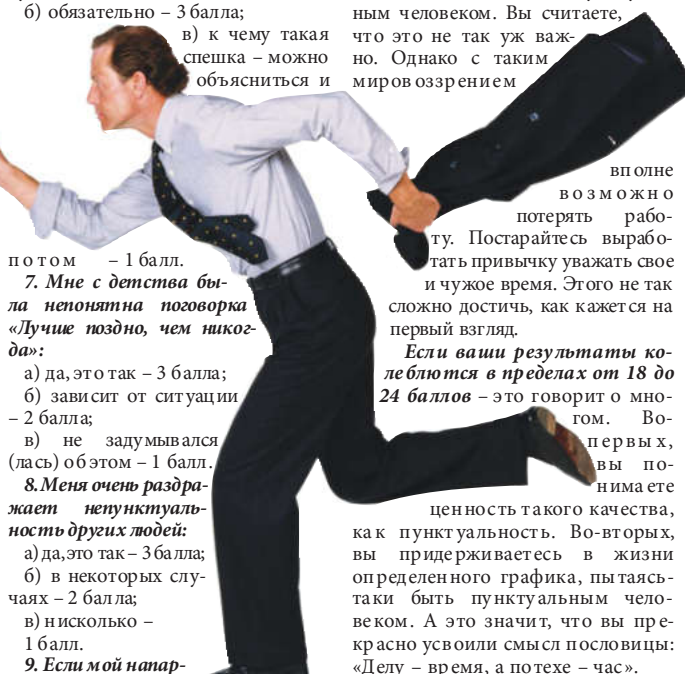 б) обязательно – 3 балла;
в) к чему такая
спешка – можно
объясниться и
потом – 1 балл.
7. Мне с детства бы-
ла непонятна поговорка
«Лучше поздно, чем никог-
да»:
а) да, это так – 3 балла;
б) зависит от ситуации
– 2 балла;
в) не задумывался
(лась) об этом – 1 балл.
8. Меня очень раздра-
жает непунктуаль-
ность других людей:
а) да, это так – 3 балла;
б) в некоторых слу-
чаях – 2 балла;
в) нисколько –
1 балл.
9. Если мой напар-
ным человеком. Вы считаете,
что это не так уж важ-
но. Однако с таким
мировоззрением
вполне
возможно
потерять рабо-
ту. Постарайтесь вырабо-
тать привычку уважать свое
и чужое время. Этого не так
сложно достичь, как кажется на
первый взгляд.
Если ваши результаты ко-
леблются в пределах от 18 до
24 баллов – это говорит о мно-
гом. Во-
первых,
вы по-
нимаете
ценность такого качества,
как пунктуальность. Во-вторых,
вы придерживаетесь в жизни
определенного графика, пытаясь-
таки быть пунктуальным чело-
веком. А это значит, что вы пре-
красно усвоили смысл пословицы:
«Делу – время, а потехе – час».